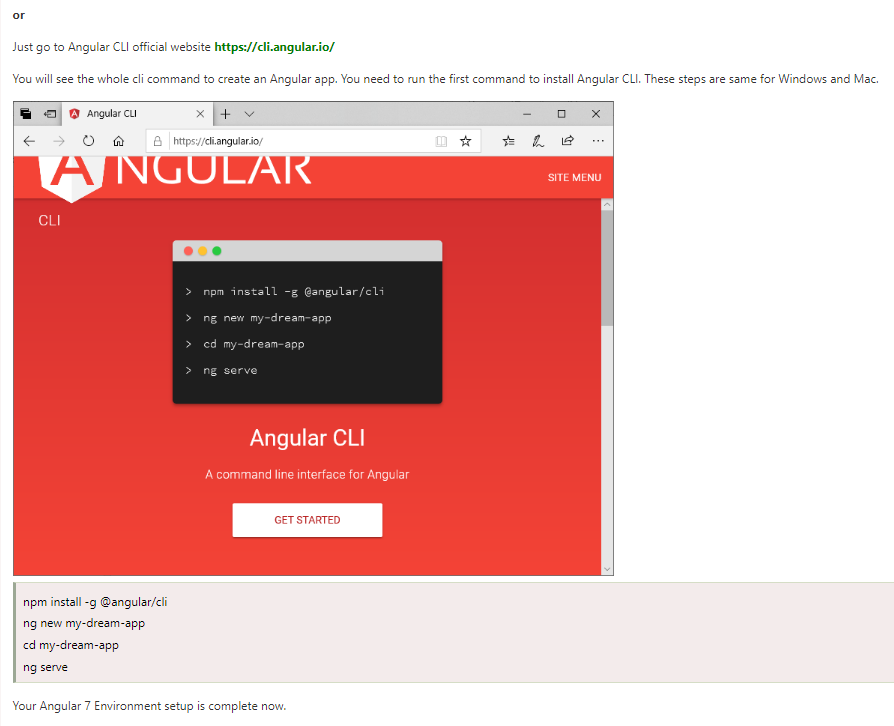 or
Just go to Angular CLI official website https://cli.angular.io/
You will see the whole cli command to create an Angular app. You need to run the first command to install Angular CLI. These steps are same for Windows and Mac.
Angular CLI
https://cli.angular.io/
ANGULAR
SITE MENU
CLI
> npm install -g @angular/cli
> ng new my-dream-app
> cd my-dream-app
> ng serve
Angular CLI
A command line interface for Angular
GET STARTED
npm install -g @angular/cli
ng new my-dream-app
cd my-dream-app
ng serve
Your Angular 7 Environment setup is complete now.